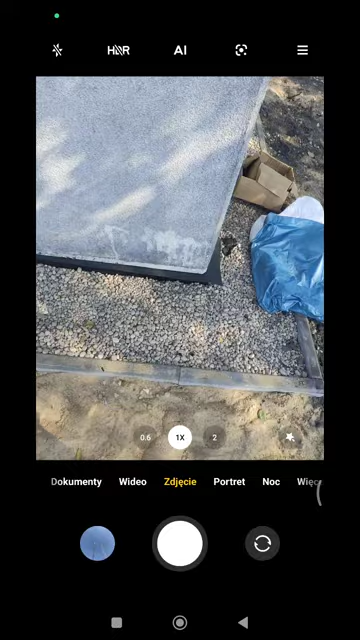 HDR
AI
0.6
1X
2
Dokumenty
Wideo
Zdjęcie
Portret
Noc
Więc